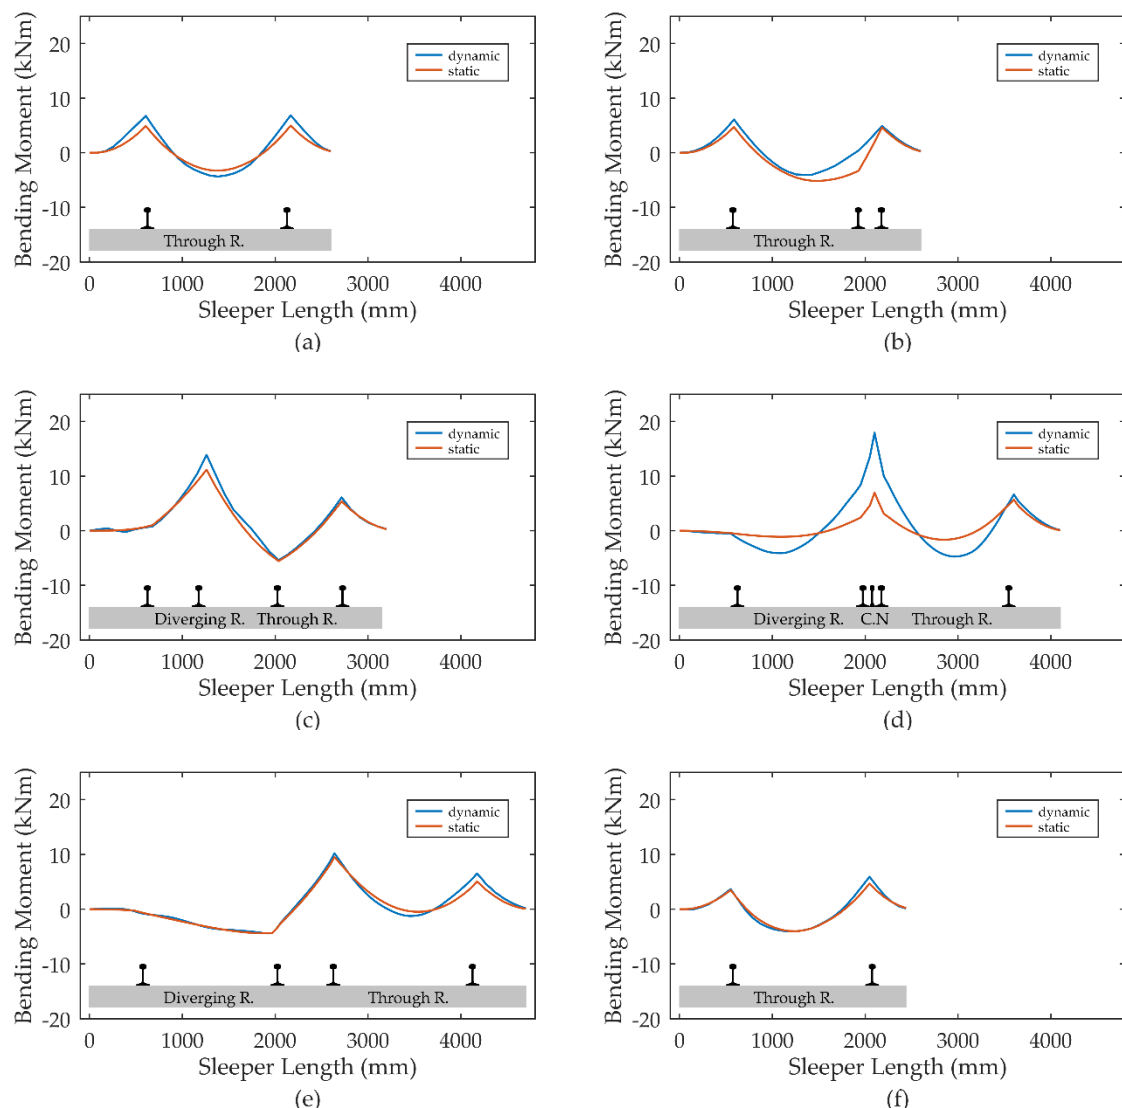 Bending Moment (kNm)
20
10
0
-10
-20
dynamic
static
Through R.
0 1000 2000 3000 4000
Sleeper Length (mm)
(a)
Bending Moment (kNm)
20
10
0
-10
-20
dynamic
static
Through R.
0 1000 2000 3000 4000
Sleeper Length (mm)
(b)
Bending Moment (kNm)
20
10
0
-10
-20
dynamic
static
Diverging R. Through R.
0 1000 2000 3000 4000
Sleeper Length (mm)
(c)
Bending Moment (kNm)
20
10
0
-10
-20
dynamic
static
Diverging R. C.N Through R.
0 1000 2000 3000 4000
Sleeper Length (mm)
(d)
Bending Moment (kNm)
20
10
0
-10
-20
dynamic
static
Diverging R. Through R.
0 1000 2000 3000 4000
Sleeper Length (mm)
(e)
Bending Moment (kNm)
20
10
0
-10
-20
dynamic
static
Through R.
0 1000 2000 3000 4000
Sleeper Length (mm)
(f)